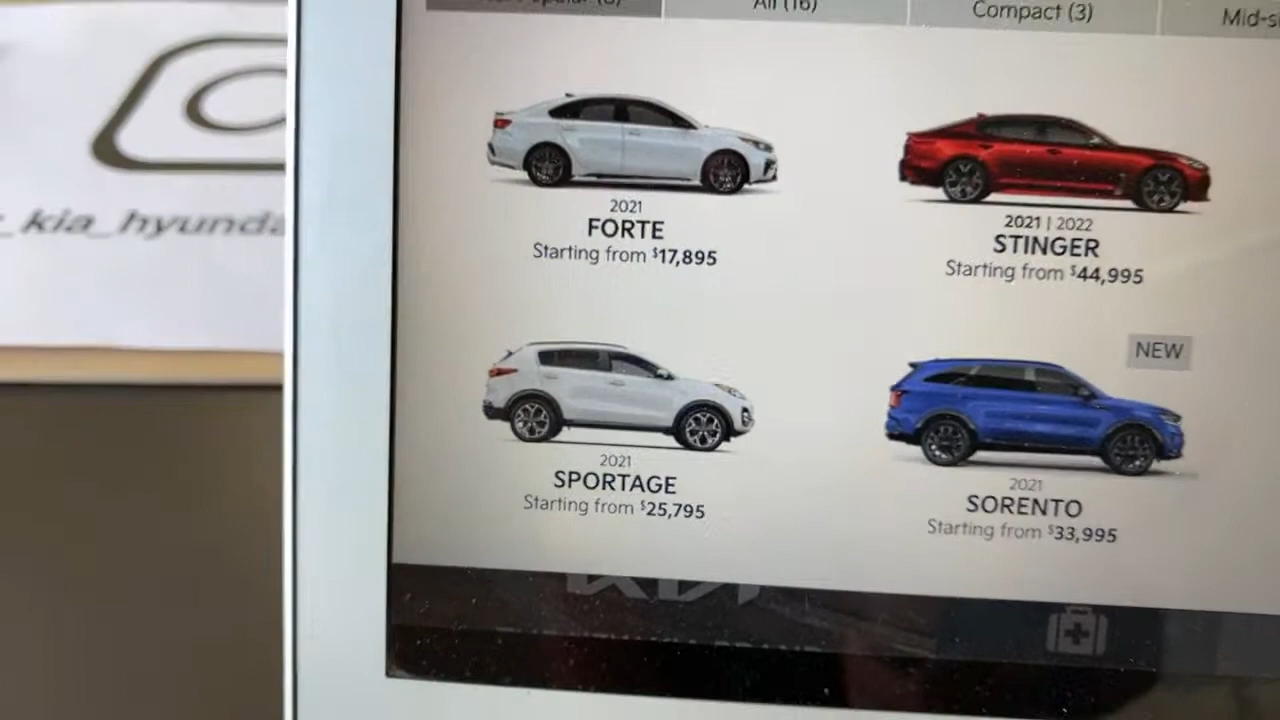 All (16)
Compact (3)
_kia_hyunda
2021
FORTE
Starting from $17,895
2021 | 2022
STINGER
Starting from $44,995
NEW
2021
SPORTAGE
Starting from $25,795
2021
SORENTO
Starting from $33,995